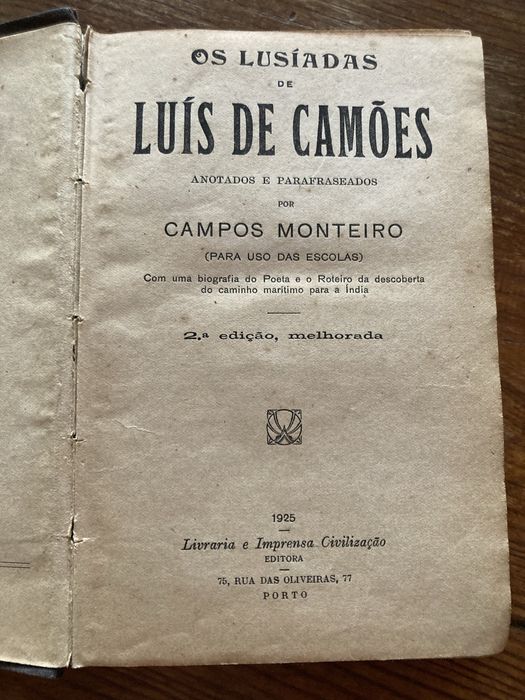 OS LUSÍADAS
DE
LUÍS DE CAMÕES
ANOTADOS E PARAFRASEADOS
POR
CAMPOS MONTEIRO
(PARA USO DAS ESCOLAS)
Com uma biografia do Poeta e o Roteiro da descoberta
do caminho marítimo para a Índia
2.ª edição, melhorada
1925
Livraria e Imprensa Civilização
EDITORA
75, RUA DAS OLIVEIRAS, 77
PORTO